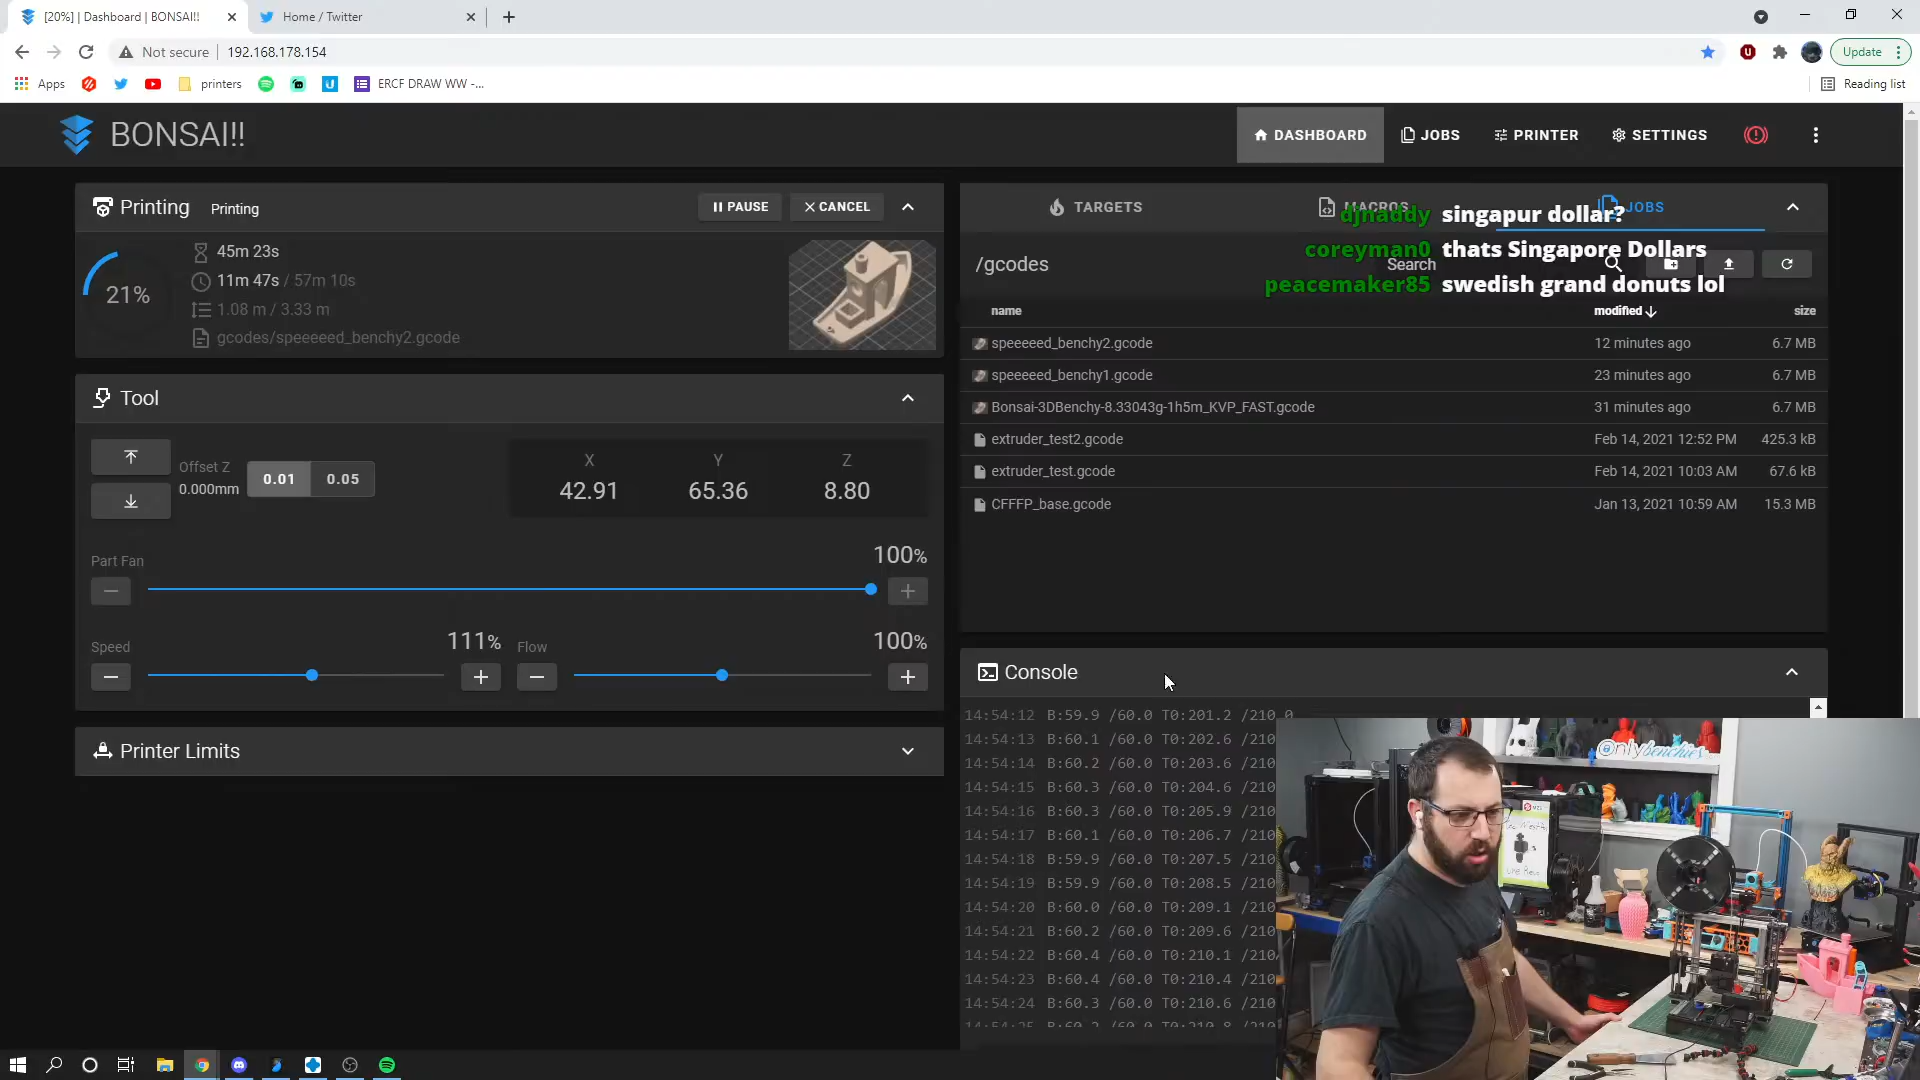 [20%] | Dashboard | BONSAI!!
Home / Twitter
Not secure
192.168.178.154
Update
Apps
printers
ERCF DRAW WW -...
Reading list
BONSAI!!
DASHBOARD
JOBS
PRINTER
SETTINGS
Printing
Printing
PAUSE
CANCEL
21%
45m 23s
11m 47s / 57m 10s
1.08 m / 3.33 m
gcodes/speeeeed_benchy2.gcode
Tool
Offset Z
0.000mm
0.01
0.05
X
Y
Z
42.91
65.36
8.80
Part Fan
100%
Speed
111%
Flow
100%
Printer Limits
TARGETS
MACROS
JOBS
djnaddy singapur dollar?
coreyman0 thats Singapore Dollars
peacemaker85 swedish grand donuts lol
/gcodes
Search
name
modified
size
speeeeed_benchy2.gcode
12 minutes ago
6.7 MB
speeeeed_benchy1.gcode
23 minutes ago
6.7 MB
Bonsai-3DBenchy-8.33043g-1h5m_KVP_FAST.gcode
31 minutes ago
6.7 MB
extruder_test2.gcode
Feb 14, 2021 12:52 PM
425.3 kB
extruder_test.gcode
Feb 14, 2021 10:03 AM
67.6 kB
CFFFP_base.gcode
Jan 13, 2021 10:59 AM
15.3 MB
Console
14:54:12 B:59.9 /60.0 T0:201.2 /210.0
14:54:13 B:60.1 /60.0 T0:202.6 /210
14:54:14 B:60.2 /60.0 T0:203.6 /210
14:54:15 B:60.3 /60.0 T0:204.6 /210
14:54:16 B:60.3 /60.0 T0:205.9 /210
14:54:17 B:60.1 /60.0 T0:206.7 /210
14:54:18 B:59.9 /60.0 T0:207.5 /210
14:54:19 B:59.9 /60.0 T0:208.5 /210
14:54:20 B:60.0 /60.0 T0:209.1 /210
14:54:21 B:60.2 /60.0 T0:209.6 /210
14:54:22 B:60.4 /60.0 T0:210.1 /210
14:54:23 B:60.4 /60.0 T0:210.4 /210
14:54:24 B:60.3 /60.0 T0:210.6 /210
14:54:25 B:60.2 /60.0 T0:210.8 /210
@nlybenchies